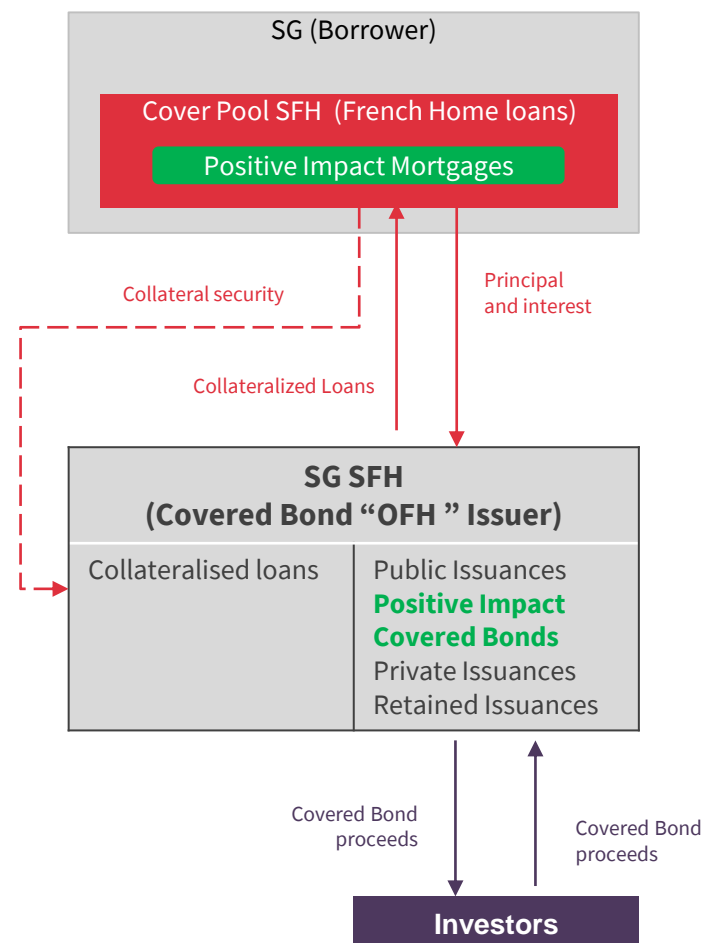 SG (Borrower)
Cover Pool SFH (French Home loans)
Positive Impact Mortgages
Collateral security
Principal
and interest
Collateralized Loans
SG SFH
(Covered Bond “OFH ” Issuer)
Collateralised loans
Public Issuances
Positive Impact
Covered Bonds
Private Issuances
Retained Issuances
Covered Bond
proceeds
Covered Bond
proceeds
Investors